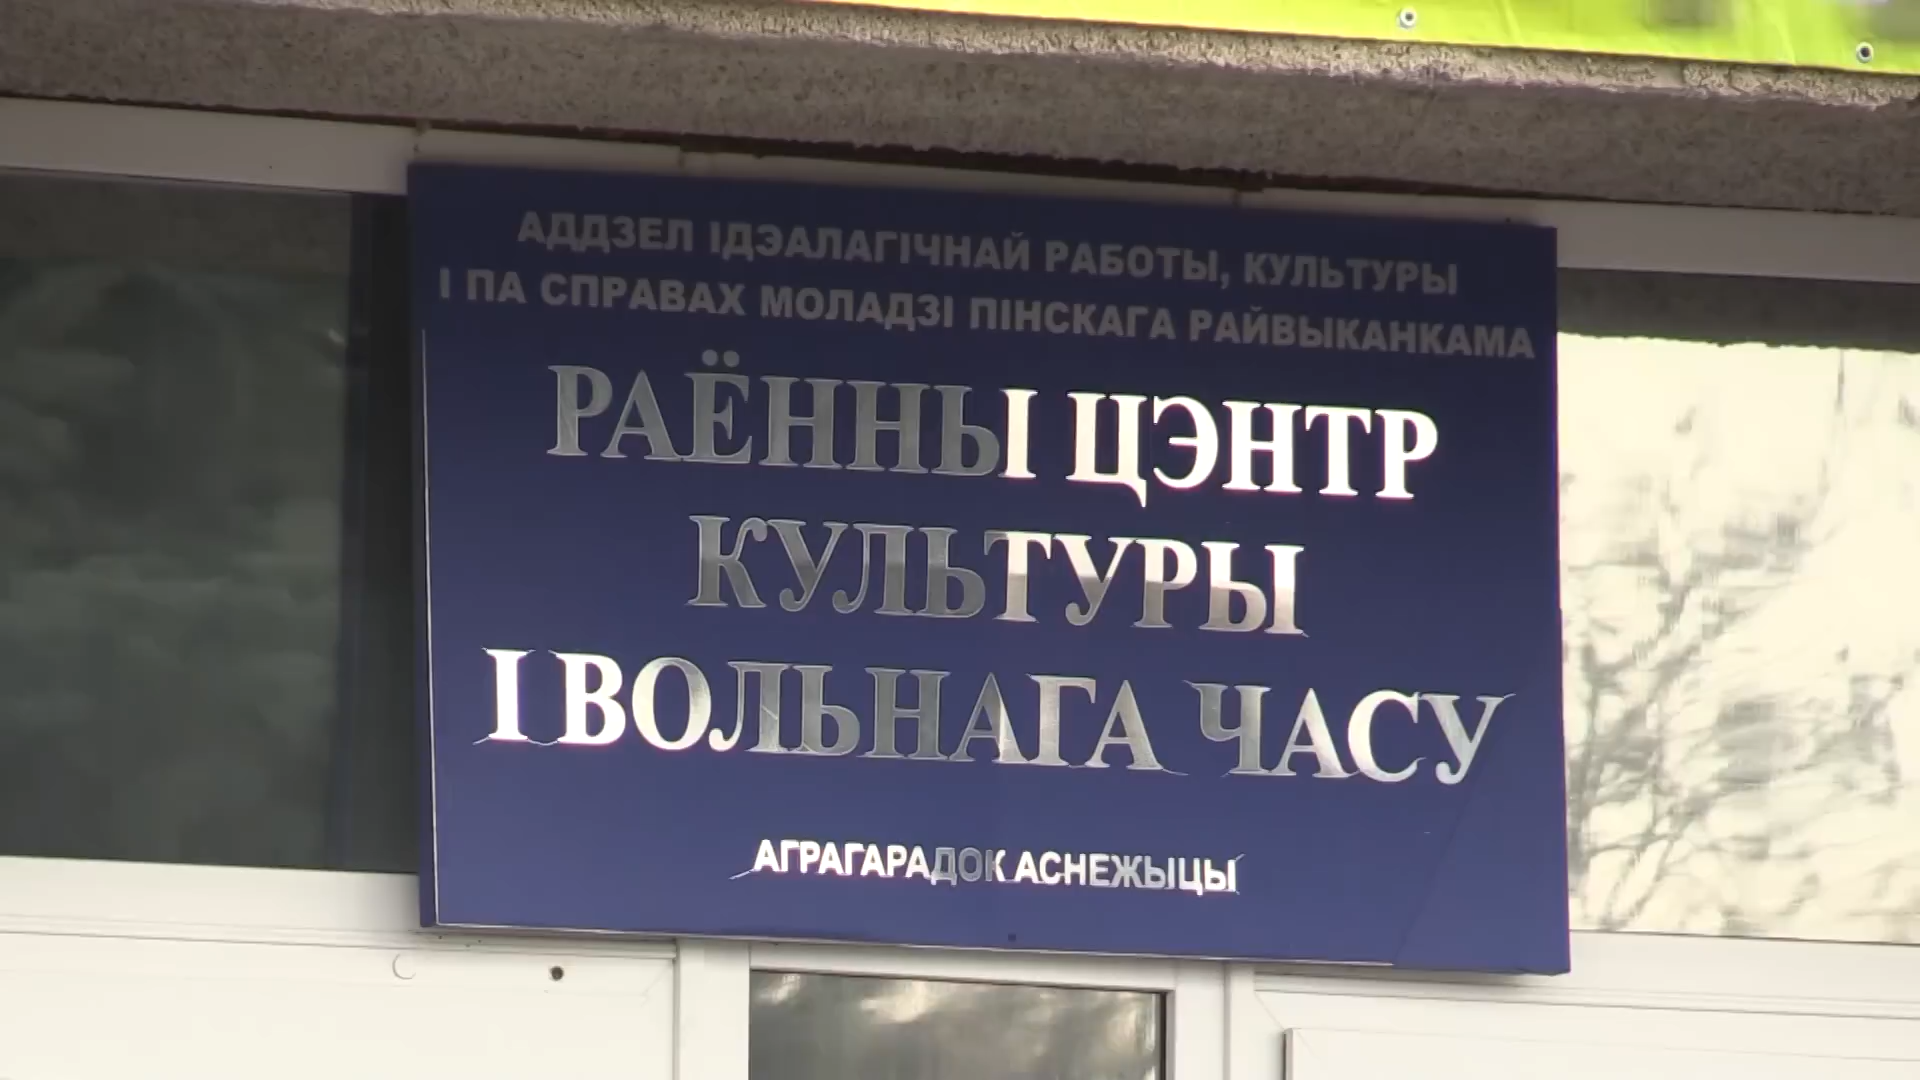 АДДЗЕЛ ІДЭАЛАГІЧНАЙ РАБОТЫ, КУЛЬТУРЫ
І ПА СПРАВАХ МОЛАДЗІ ПІНСКАГА РАЙВЫКАНКАМА
РАЁННЫ ЦЭНТР
КУЛЬТУРЫ
І ВОЛЬНАГА ЧАСУ
АГРАГАРАДОК АСНЕЖЫЦЫ